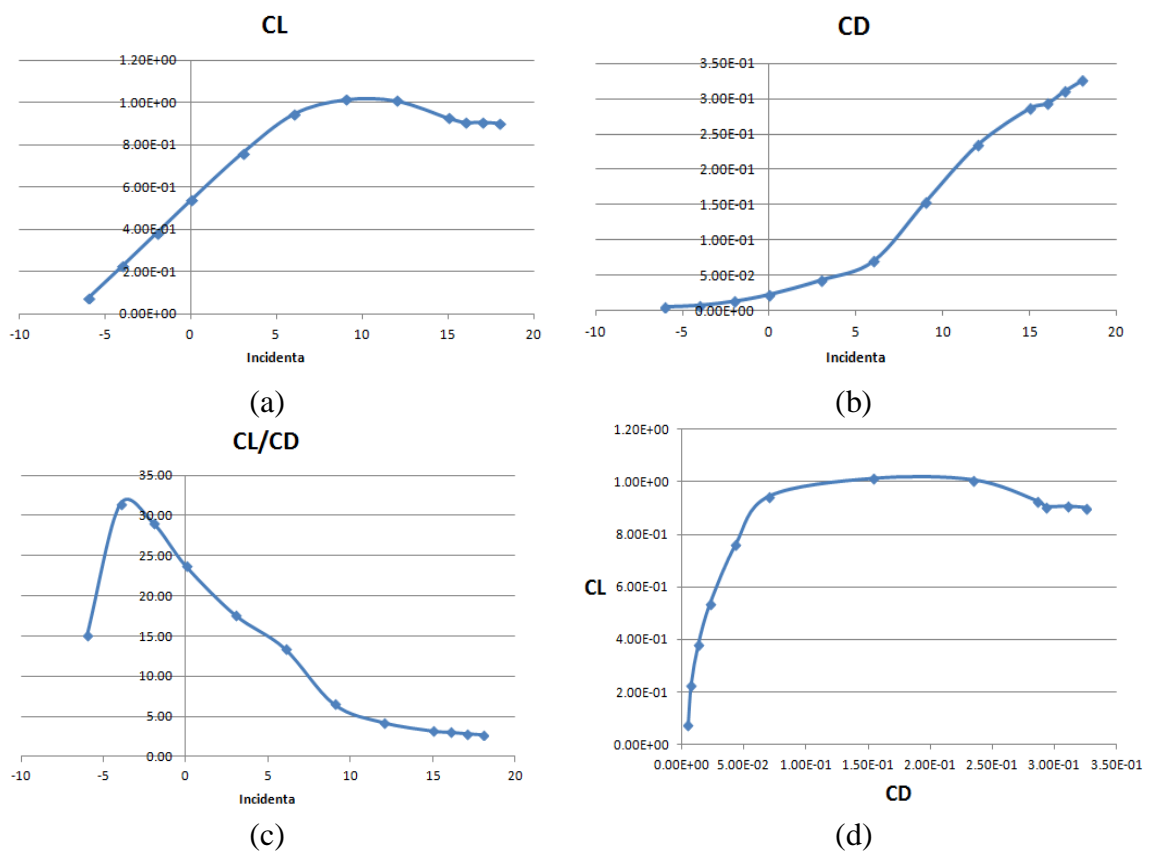 CL
1.20E+00
1.00E+00
8.00E-01
6.00E-01
4.00E-01
2.00E-01
0.00E+00
-10 -5 0 5 10 15 20
Incidenta
(a)
CD
3.50E-01
3.00E-01
2.50E-01
2.00E-01
1.50E-01
1.00E-01
5.00E-02
0.00E+00
-10 -5 0 5 10 15 20
Incidenta
(b)
CL/CD
35.00
30.00
25.00
20.00
15.00
10.00
5.00
0.00
-10 -5 0 5 10 15 20
Incidenta
(c)
1.20E+00
1.00E+00
8.00E-01
CL
6.00E-01
4.00E-01
2.00E-01
0.00E+00
0.00E+00 5.00E-02 1.00E-01 1.50E-01 2.00E-01 2.50E-01 3.00E-01 3.50E-01
CD
(d)